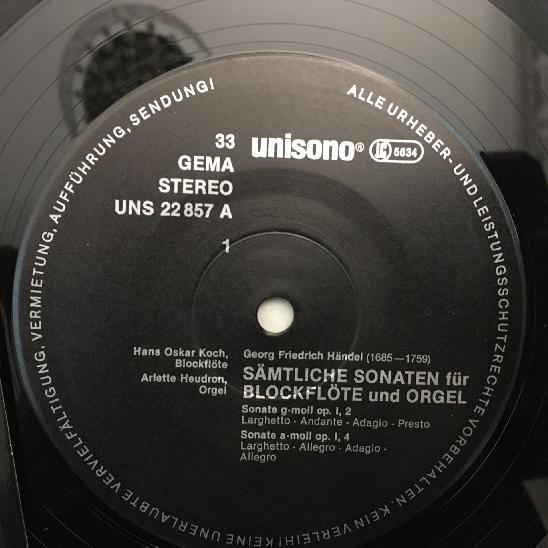 ALLE URHEBER- UND LEISTUNGSSCHUTZRECHTE VORBEHALTEN. KEIN VERLEIH! KEINE UNERLAUBTE VERVIELFÄLTIGUNG, VERMIETUNG, AUFFÜHRUNG, SENDUNG!
33
GEMA
STEREO
UNS 22 857 A
1
unisono® LC 5634
Hans Oskar Koch,
Blockflöte
Arlette Heudron,
Orgel
Georg Friedrich Händel (1685—1759)
SÄMTLICHE SONATEN für
BLOCKFLÖTE und ORGEL
Sonate g-moll op. I, 2
Larghetto - Andante - Adagio - Presto
Sonate a-moll op. I, 4
Larghetto - Allegro - Adagio -
Allegro